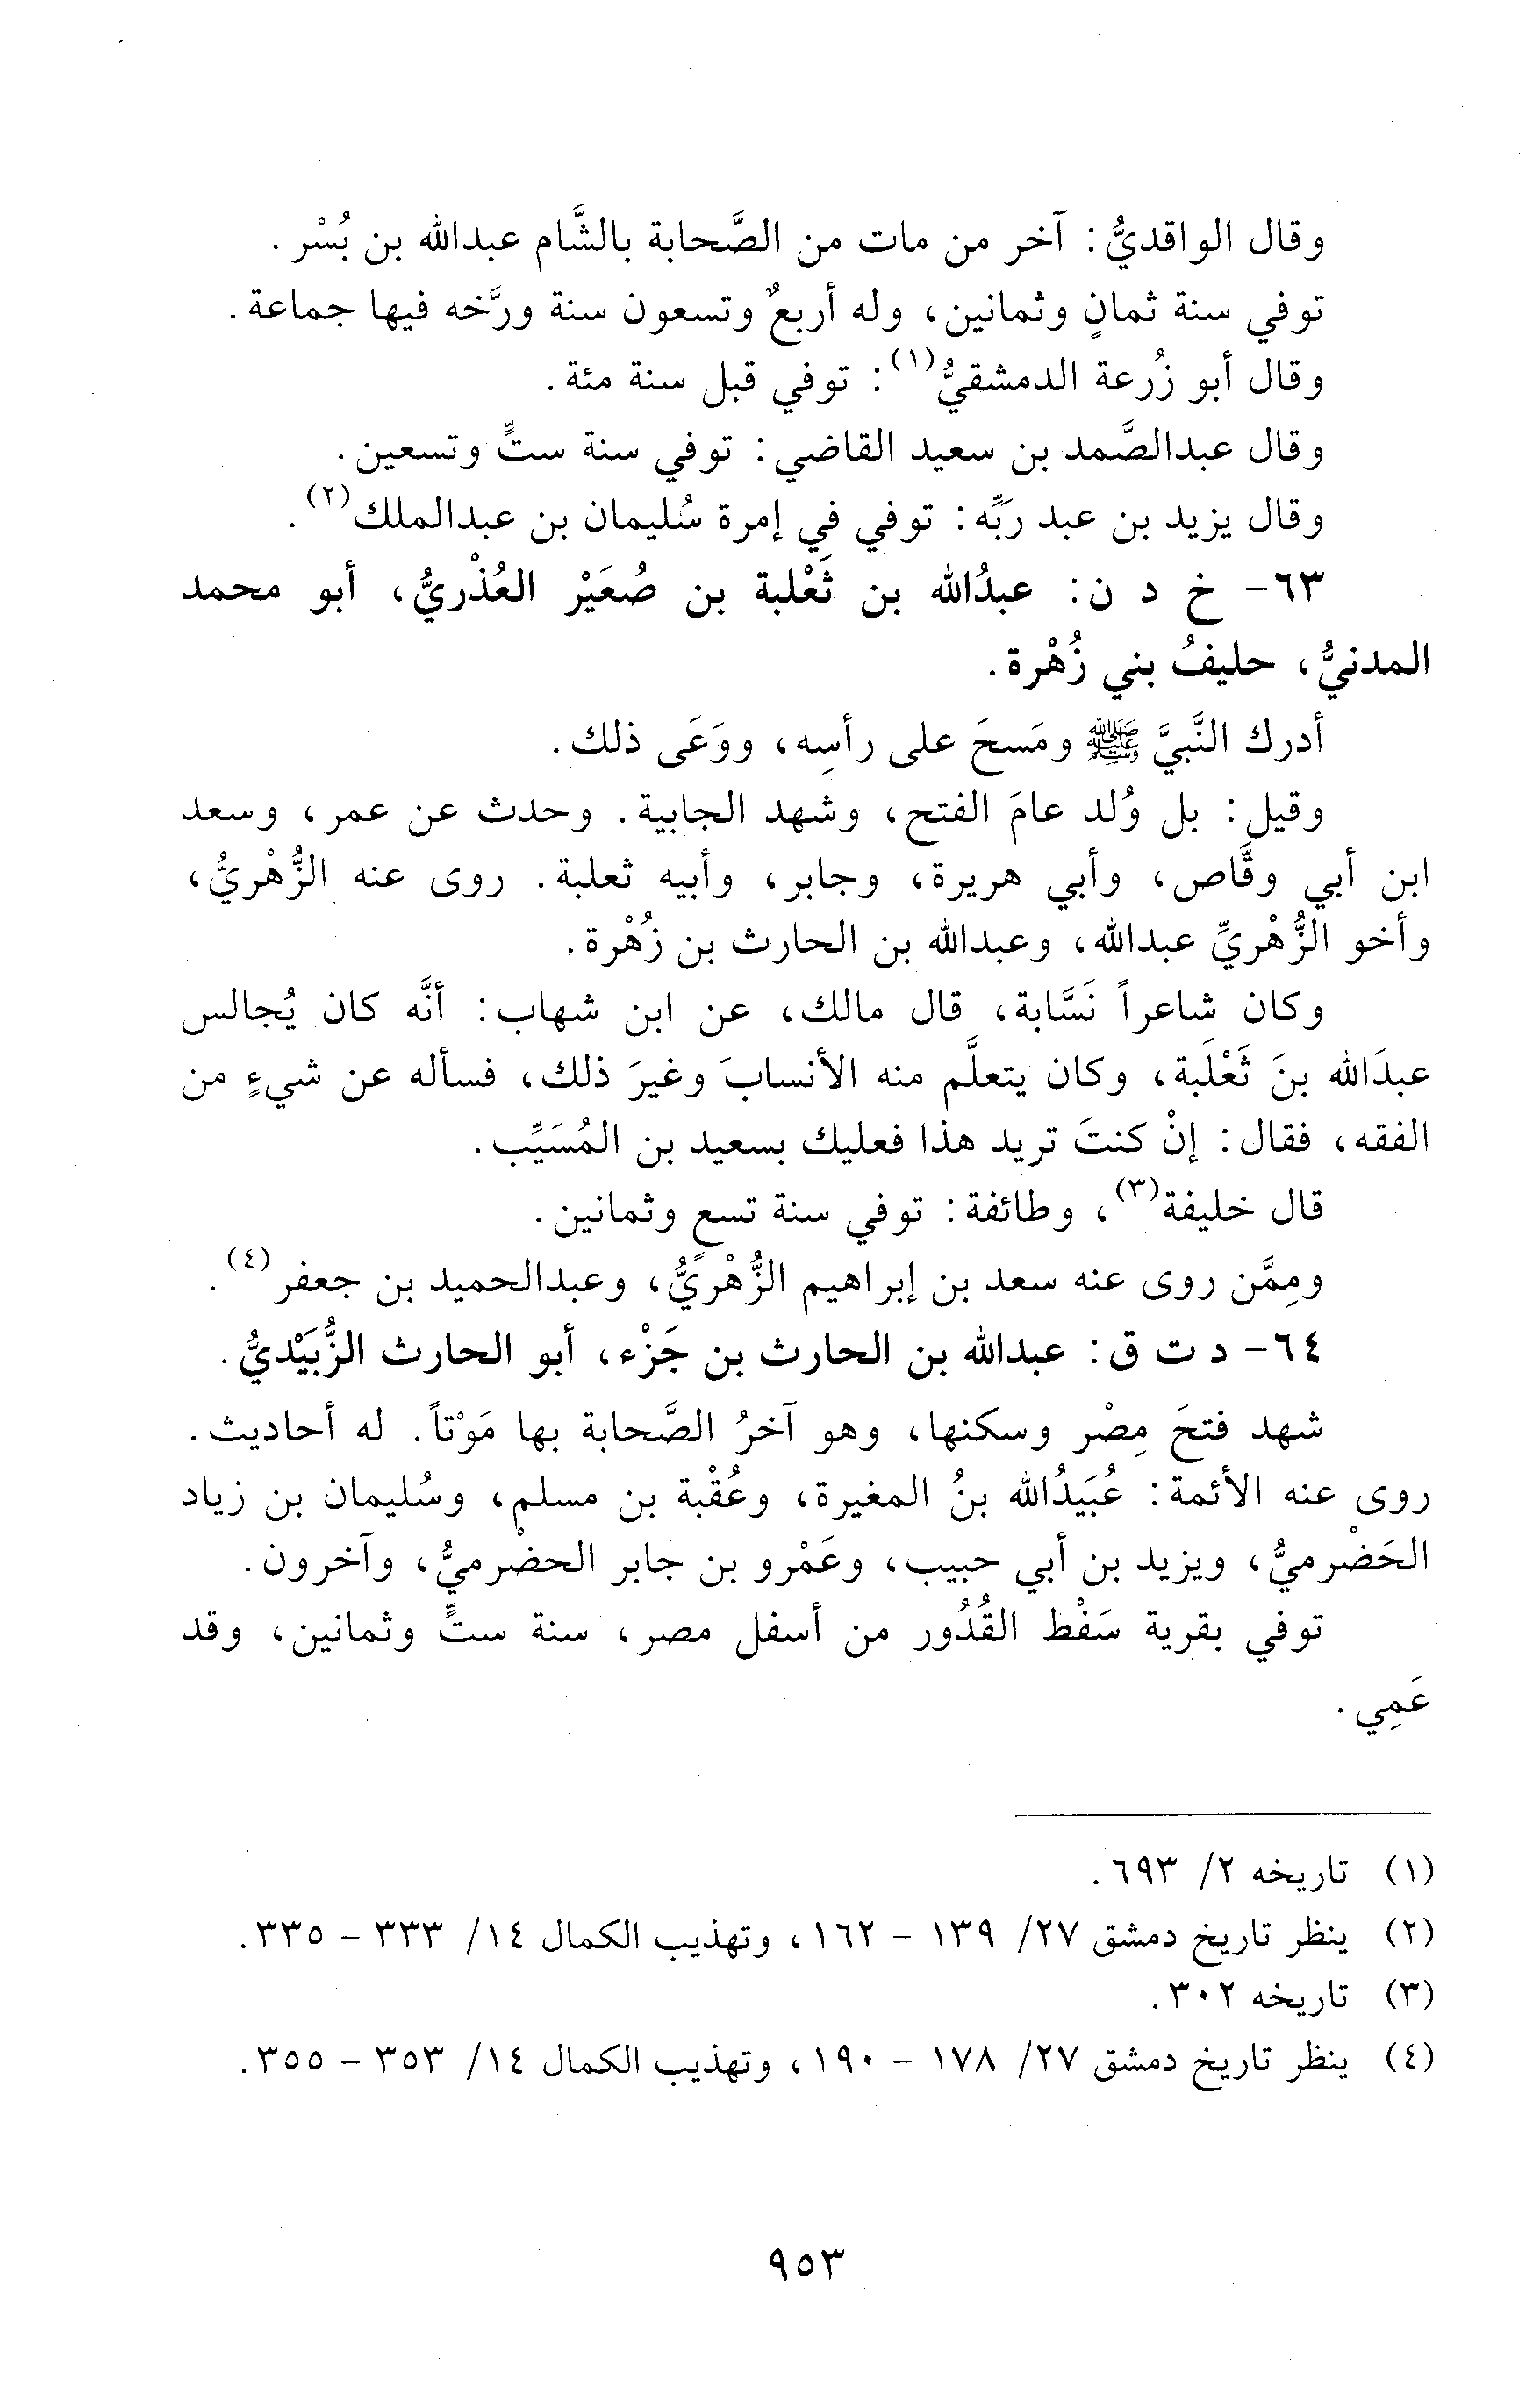 وقال الواقديُّ: آخر من مات من الصَّحابة بالشَّام عبدالله بن بُسْر.
توفي سنة ثمانٍ وثمانين، وله أربعٌ وتسعون سنة ورَّخه فيها جماعة.
وقال أبو زُرعة الدمشقيُّ(١): توفي قبل سنة مئة.
وقال عبدالصَّمد بن سعيد القاضي: توفي سنة ستٍّ وتسعين.
وقال يزيد بن عبد ربِّه: توفي في إمرة سُليمان بن عبدالملك(٢).
٦٣- خ د ن: عبدُالله بن ثَعْلبة بن صُعَيْر العُذْريُّ، أبو محمد
المدنيُّ، حليفُ بني زُهْرة.
أدرك النَّبيَّ ﷺ ومَسحَ على رأسِه، ووَعَى ذلك.
وقيل: بل وُلد عامَ الفتح، وشهد الجابية. وحدث عن عمر، وسعد
ابن أبي وقَّاص، وأبي هريرة، وجابر، وأبيه ثعلبة. روى عنه الزُّهْريُّ،
وأخو الزُّهْريِّ عبدالله، وعبدالله بن الحارث بن زُهْرة.
وكان شاعراً نَسَّابة، قال مالك، عن ابن شهاب: أنَّه كان يُجالس
عبدَالله بنَ ثَعْلَبة، وكان يتعلَّم منه الأنسابَ وغيرَ ذلك، فسأله عن شيءٍ من
الفقه، فقال: إنْ كنتَ تريد هذا فعليك بسعيد بن المُسَيِّب.
قال خليفة(٣)، وطائفة: توفي سنة تسعٍ وثمانين.
ومِمَّن روى عنه سعد بن إبراهيم الزُّهْريُّ، وعبدالحميد بن جعفر(٤).
٦٤- د ت ق: عبدالله بن الحارث بن جَزْء، أبو الحارث الزُّبَيْديُّ.
شهد فتحَ مِصْر وسكنها، وهو آخرُ الصَّحابة بها مَوْتاً. له أحاديث.
روى عنه الأئمة: عُبَيدُالله بنُ المغيرة، وعُقْبة بن مسلم، وسُليمان بن زياد
الحَضْرميُّ، ويزيد بن أبي حبيب، وعَمْرو بن جابر الحضْرميُّ، وآخرون.
توفي بقرية سَفْط القُدُور من أسفل مصر، سنة ستٍّ وثمانين، وقد
عَمِي.
(١) تاريخه ٢/ ٦٩٣.
(٢) ينظر تاريخ دمشق ٢٧/ ١٣٩ - ١٦٢، وتهذيب الكمال ١٤/ ٣٣٣ - ٣٣٥.
(٣) تاريخه ٣٠٢.
(٤) ينظر تاريخ دمشق ٢٧/ ١٧٨ - ١٩٠، وتهذيب الكمال ١٤/ ٣٥٣ - ٣٥٥.
٩٥٣